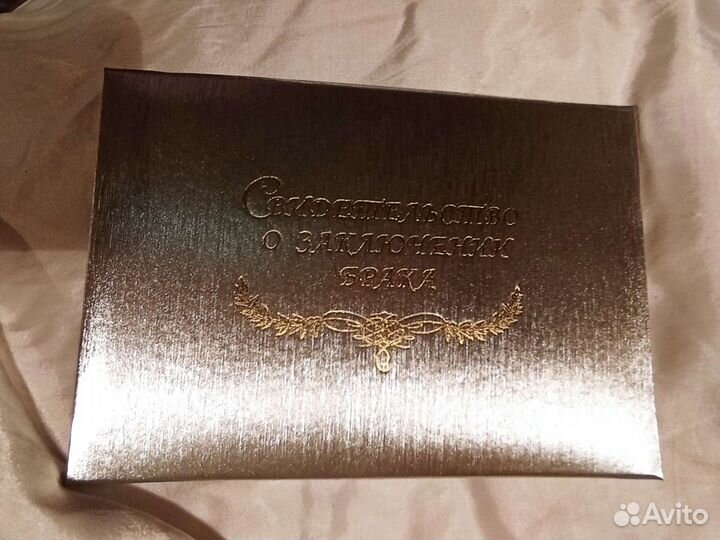 Свидетельство
о заключении
брака
Avito